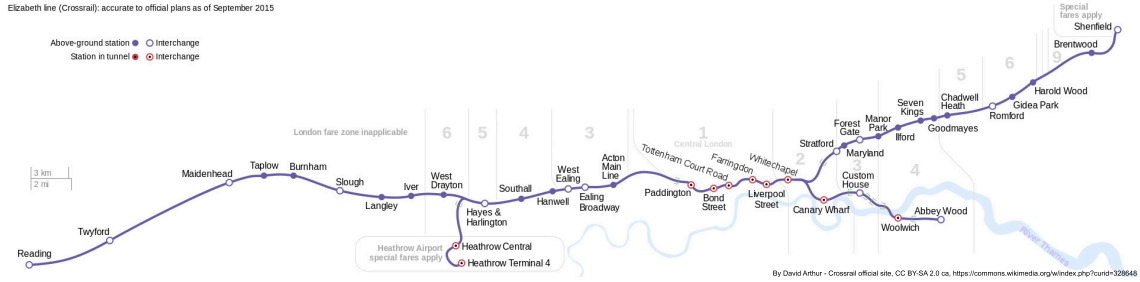 Elizabeth line (Crossrail): accurate to official plans as of September 2015
Above-ground station
Interchange
Station in tunnel
Interchange
3 km
2 mi
London fare zone inapplicable
6
5
4
3
1
Central London
2
3
4
5
6
9
Special
fares apply
Reading
Twyford
Maidenhead
Taplow
Burnham
Slough
Langley
Iver
West
Drayton
Hayes &
Harlington
Heathrow Airport
special fares apply
Heathrow Central
Heathrow Terminal 4
Southall
Hanwell
West
Ealing
Ealing
Broadway
Acton
Main
Line
Paddington
Bond
Street
Tottenham Court Road
Farringdon
Liverpool
Street
Whitechapel
Canary Wharf
Custom
House
Woolwich
Abbey Wood
Stratford
Maryland
Forest
Gate
Manor
Park
Ilford
Seven
Kings
Goodmayes
Chadwell
Heath
Romford
Gidea Park
Harold Wood
Brentwood
Shenfield
River Thames
By David Arthur - Crossrail official site, CC BY-SA 2.0 ca, https://commons.wikimedia.org/w/index.php?curid=328648